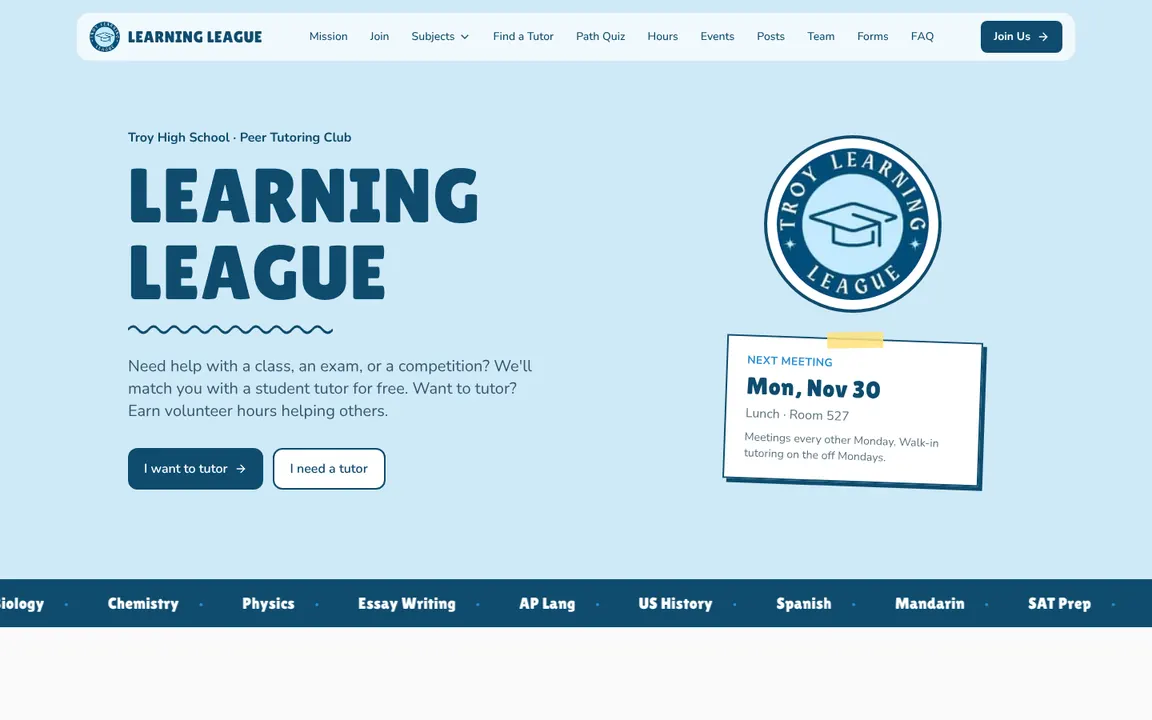 TROY LEARNING LEAGUE
LEARNING LEAGUE
Mission
Join
Subjects
Find a Tutor
Path Quiz
Hours
Events
Posts
Team
Forms
FAQ
Join Us →
Troy High School · Peer Tutoring Club
LEARNING
LEAGUE
Need help with a class, an exam, or a competition? We'll
match you with a student tutor for free. Want to tutor?
Earn volunteer hours helping others.
I want to tutor →
I need a tutor
TROY LEARNING
LEAGUE
NEXT MEETING
Mon, Nov 30
Lunch · Room 527
Meetings every other Monday. Walk-in
tutoring on the off Mondays.
iology · Chemistry · Physics · Essay Writing · AP Lang · US History · Spanish · Mandarin · SAT Prep ·